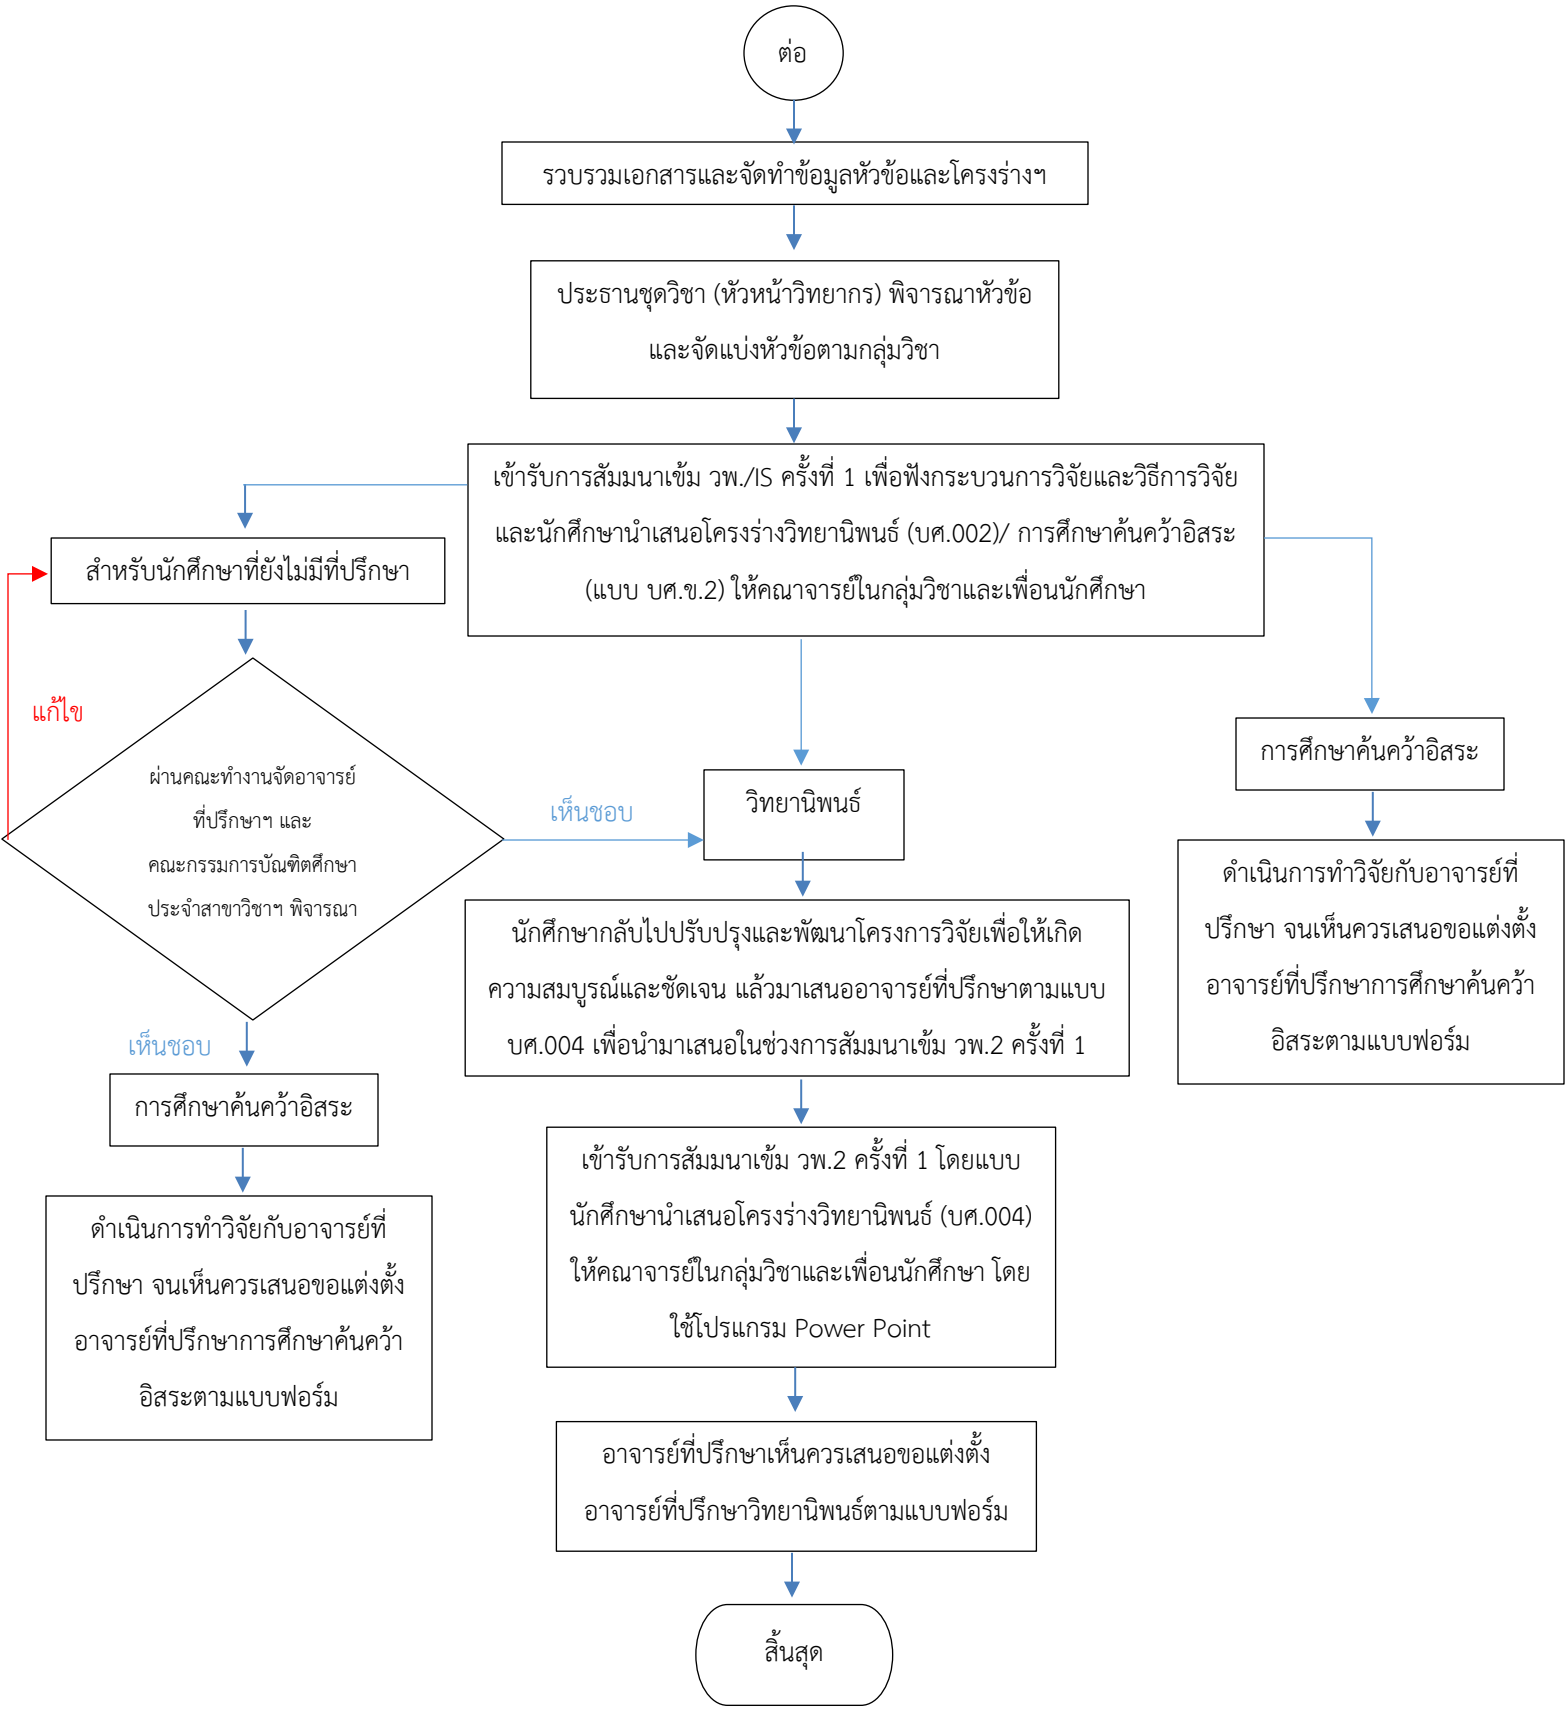 ต่อ
รวบรวมเอกสารและจัดทำข้อมูลหัวข้อและโครงร่างฯ
ประธานชุดวิชา (หัวหน้าวิทยากร) พิจารณาหัวข้อ
และจัดแบ่งหัวข้อตามกลุ่มวิชา
เข้ารับการสัมมนาเข้ม วพ./IS ครั้งที่ 1 เพื่อฟังกระบวนการวิจัยและวิธีการวิจัย
และนักศึกษานำเสนอโครงร่างวิทยานิพนธ์ (บศ.002)/ การศึกษาค้นคว้าอิสระ
(แบบ บศ.ข.2) ให้คณาจารย์ในกลุ่มวิชาและเพื่อนนักศึกษา
สำหรับนักศึกษาที่ยังไม่มีที่ปรึกษา
แก้ไข
ผ่านคณะทำงานจัดอาจารย์
ที่ปรึกษาฯ และ
คณะกรรมการบัณฑิตศึกษา
ประจำสาขาวิชาฯ พิจารณา
เห็นชอบ
การศึกษาค้นคว้าอิสระ
ดำเนินการทำวิจัยกับอาจารย์ที่
ปรึกษา จนเห็นควรเสนอขอแต่งตั้ง
อาจารย์ที่ปรึกษาการศึกษาค้นคว้า
อิสระตามแบบฟอร์ม
เห็นชอบ
วิทยานิพนธ์
นักศึกษากลับไปปรับปรุงและพัฒนาโครงการวิจัยเพื่อให้เกิด
ความสมบูรณ์และชัดเจน แล้วมาเสนออาจารย์ที่ปรึกษาตามแบบ
บศ.004 เพื่อนำมาเสนอในช่วงการสัมมนาเข้ม วพ.2 ครั้งที่ 1
เข้ารับการสัมมนาเข้ม วพ.2 ครั้งที่ 1 โดยแบบ
นักศึกษานำเสนอโครงร่างวิทยานิพนธ์ (บศ.004)
ให้คณาจารย์ในกลุ่มวิชาและเพื่อนนักศึกษา โดย
ใช้โปรแกรม Power Point
อาจารย์ที่ปรึกษาเห็นควรเสนอขอแต่งตั้ง
อาจารย์ที่ปรึกษาวิทยานิพนธ์ตามแบบฟอร์ม
สิ้นสุด
การศึกษาค้นคว้าอิสระ
ดำเนินการทำวิจัยกับอาจารย์ที่
ปรึกษา จนเห็นควรเสนอขอแต่งตั้ง
อาจารย์ที่ปรึกษาการศึกษาค้นคว้า
อิสระตามแบบฟอร์ม